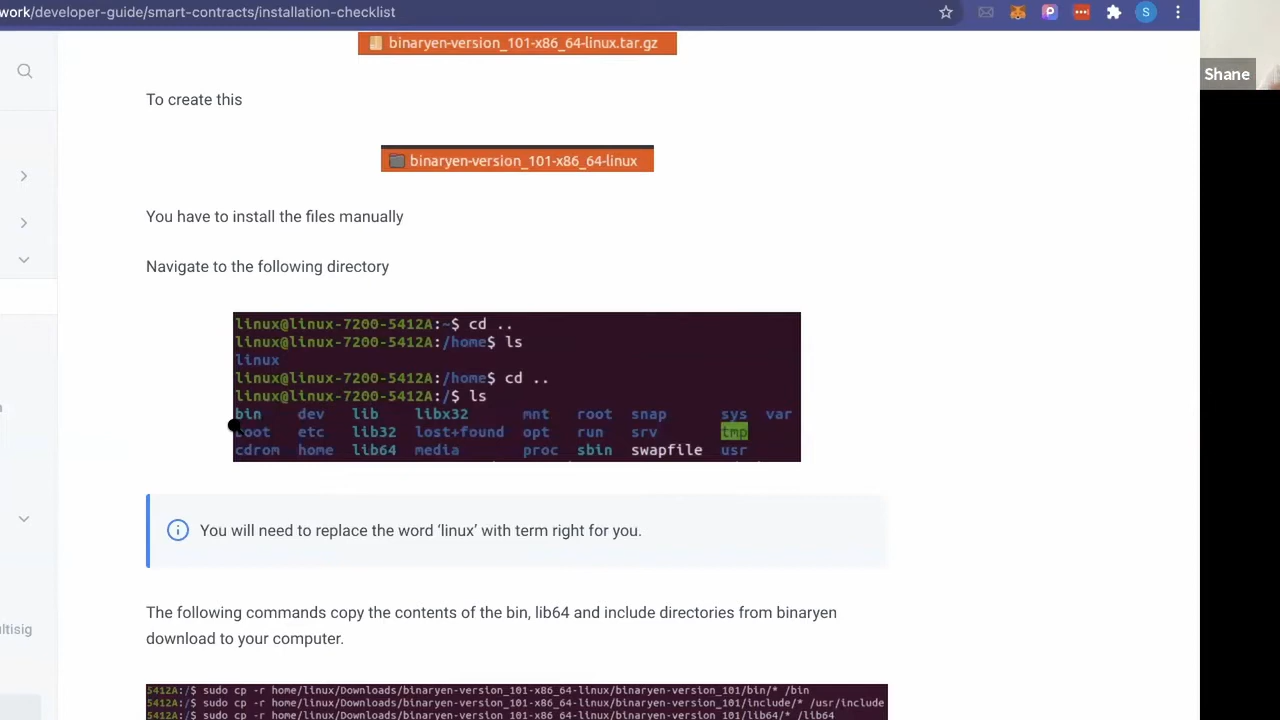 work/developer-guide/smart-contracts/installation-checklist
S
Shane
binaryen-version_101-x86_64-linux.tar.gz
To create this
binaryen-version_101-x86_64-linux
You have to install the files manually
Navigate to the following directory
linux@linux-7200-5412A:~$ cd ..
linux@linux-7200-5412A:/home$ ls
linux
linux@linux-7200-5412A:/home$ cd ..
linux@linux-7200-5412A:/$ ls
bin dev lib libx32 mnt root snap sys var
boot etc lib32 lost+found opt run srv tmp
cdrom home lib64 media proc sbin swapfile usr
You will need to replace the word ‘linux’ with term right for you.
The following commands copy the contents of the bin, lib64 and include directories from binaryen
download to your computer.
ltisig
5412A:/$ sudo cp -r home/linux/Downloads/binaryen-version_101-x86_64-linux/binaryen-version_101/bin/* /bin
5412A:/$ sudo cp -r home/linux/Downloads/binaryen-version_101-x86_64-linux/binaryen-version_101/include/* /usr/include
5412A:/$ sudo cp -r home/linux/Downloads/binaryen-version_101-x86_64-linux/binaryen-version_101/lib64/* /lib64